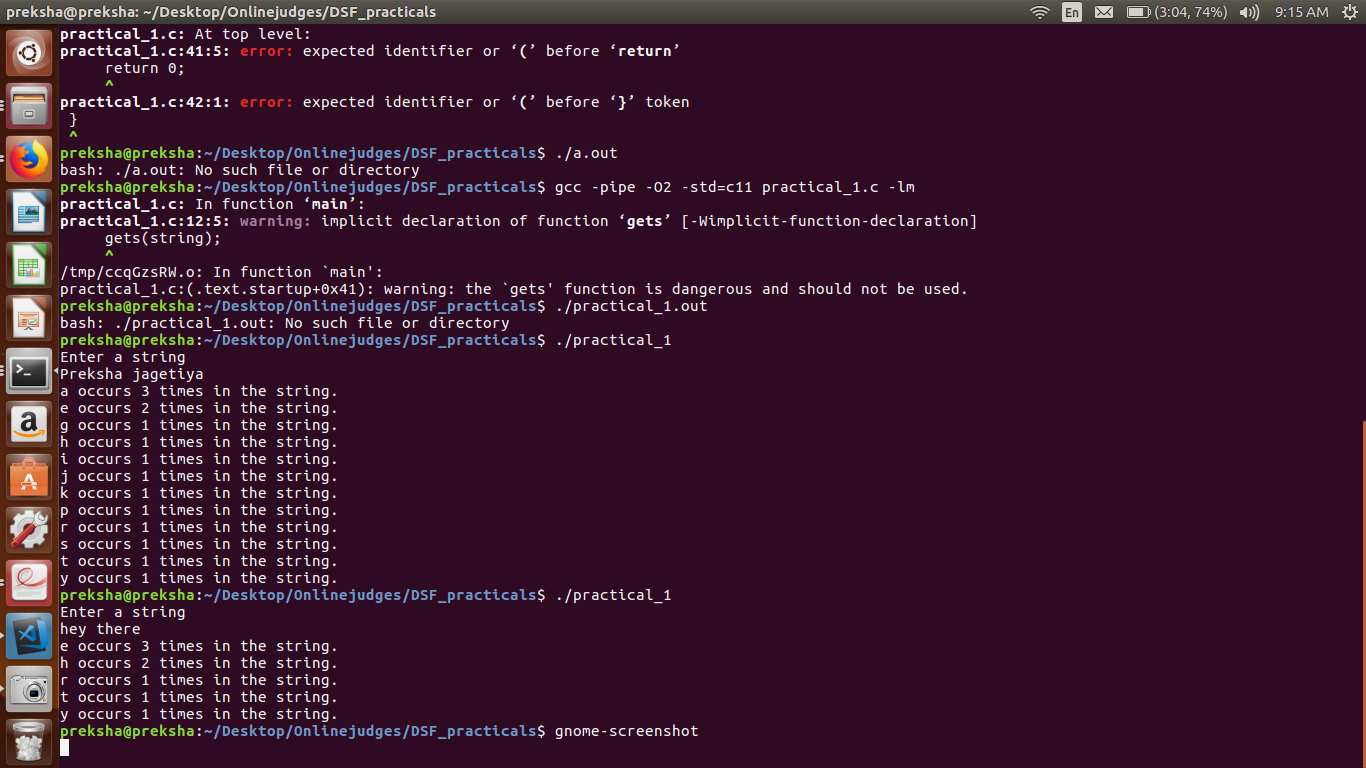 preksha@preksha: ~/Desktop/Onlinejudges/DSF_practicals En (3:04, 74%) 9:15 AM
practical_1.c: At top level:
practical_1.c:41:5: error: expected identifier or ‘(’ before ‘return’
     return 0;
     ^
practical_1.c:42:1: error: expected identifier or ‘(’ before ‘}’ token
 }
 ^
preksha@preksha:~/Desktop/Onlinejudges/DSF_practicals$ ./a.out
bash: ./a.out: No such file or directory
preksha@preksha:~/Desktop/Onlinejudges/DSF_practicals$ gcc -pipe -O2 -std=c11 practical_1.c -lm
practical_1.c: In function ‘main’:
practical_1.c:12:5: warning: implicit declaration of function ‘gets’ [-Wimplicit-function-declaration]
     gets(string);
     ^
/tmp/ccqGzsRW.o: In function `main':
practical_1.c:(.text.startup+0x41): warning: the `gets' function is dangerous and should not be used.
preksha@preksha:~/Desktop/Onlinejudges/DSF_practicals$ ./practical_1.out
bash: ./practical_1.out: No such file or directory
preksha@preksha:~/Desktop/Onlinejudges/DSF_practicals$ ./practical_1
Enter a string
Preksha jagetiya
a occurs 3 times in the string.
e occurs 2 times in the string.
g occurs 1 times in the string.
h occurs 1 times in the string.
i occurs 1 times in the string.
j occurs 1 times in the string.
k occurs 1 times in the string.
p occurs 1 times in the string.
r occurs 1 times in the string.
s occurs 1 times in the string.
t occurs 1 times in the string.
y occurs 1 times in the string.
preksha@preksha:~/Desktop/Onlinejudges/DSF_practicals$ ./practical_1
Enter a string
hey there
e occurs 3 times in the string.
h occurs 2 times in the string.
r occurs 1 times in the string.
t occurs 1 times in the string.
y occurs 1 times in the string.
preksha@preksha:~/Desktop/Onlinejudges/DSF_practicals$ gnome-screenshot